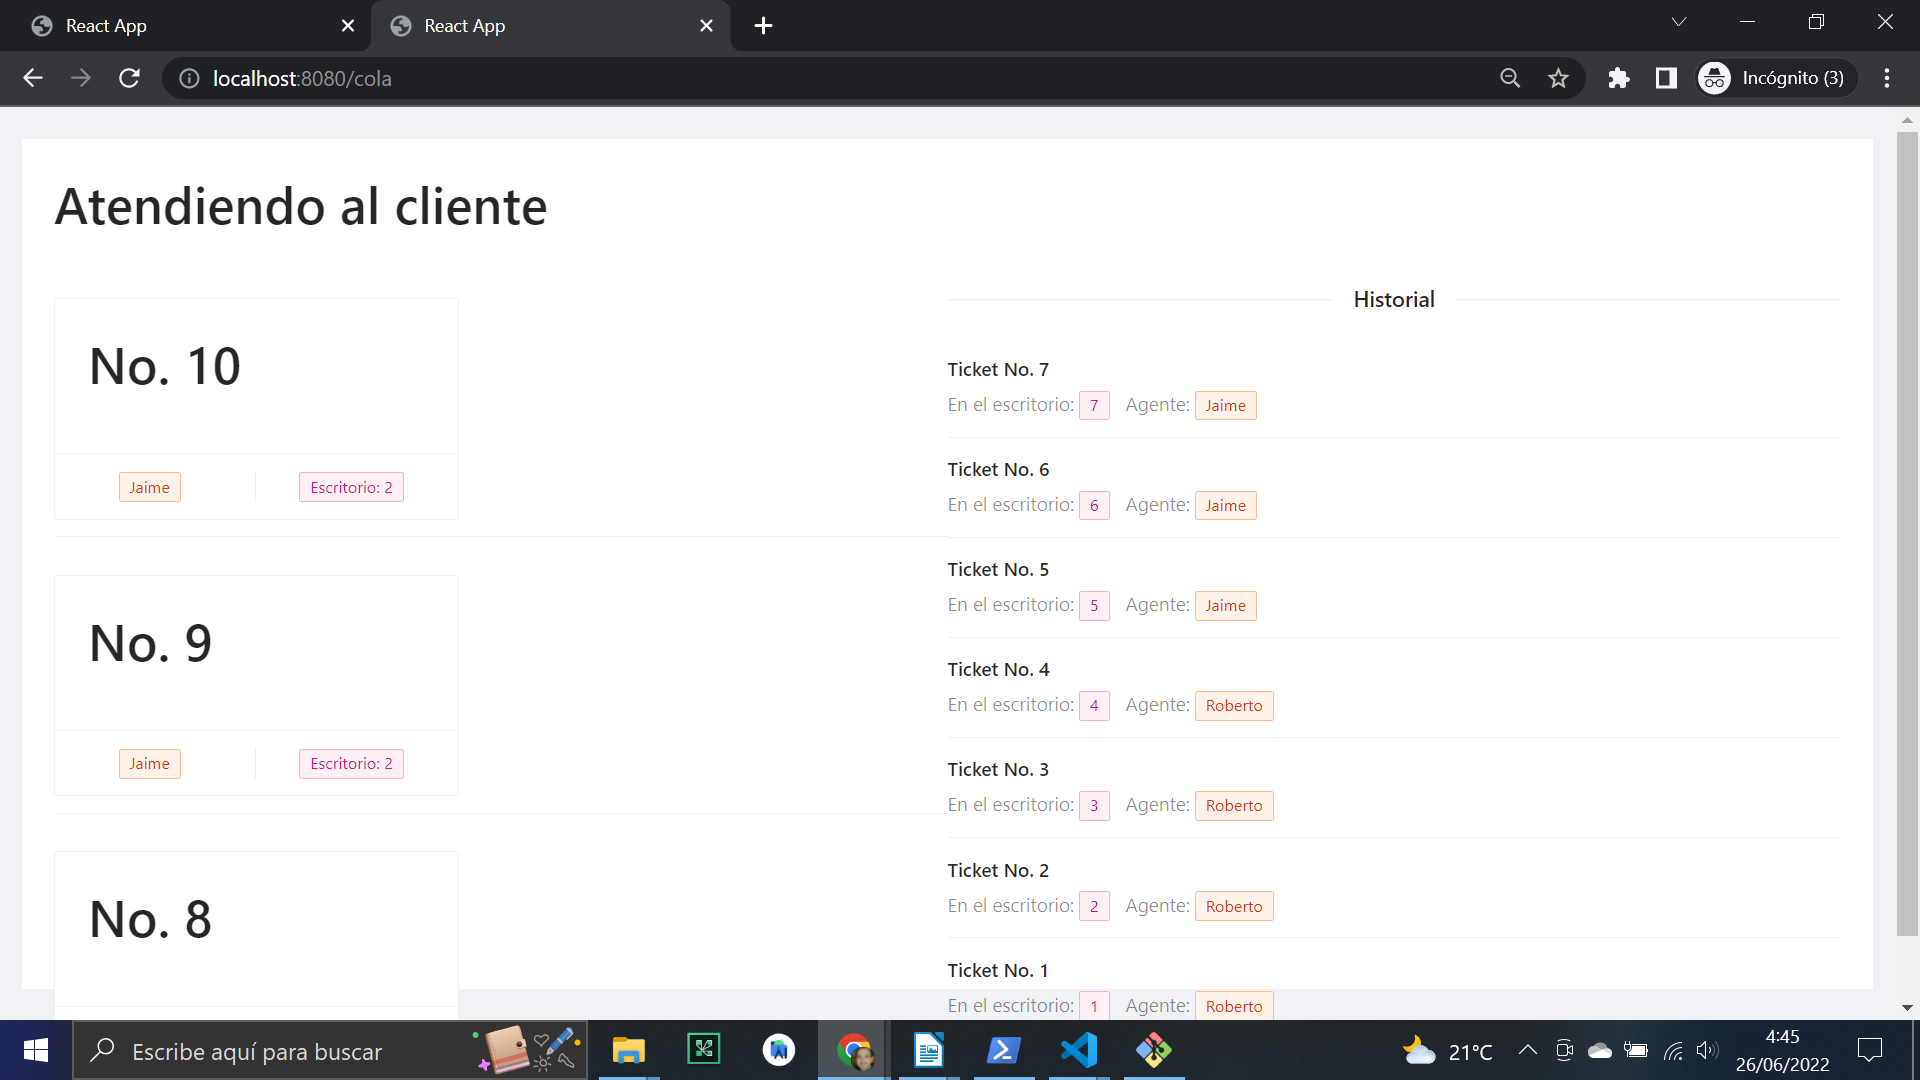 React App
React App
localhost:8080/cola
Incógnito (3)
Atendiendo al cliente
No. 10
Jaime
Escritorio: 2
No. 9
Jaime
Escritorio: 2
No. 8
Historial
Ticket No. 7
En el escritorio: 7 Agente: Jaime
Ticket No. 6
En el escritorio: 6 Agente: Jaime
Ticket No. 5
En el escritorio: 5 Agente: Jaime
Ticket No. 4
En el escritorio: 4 Agente: Roberto
Ticket No. 3
En el escritorio: 3 Agente: Roberto
Ticket No. 2
En el escritorio: 2 Agente: Roberto
Ticket No. 1
En el escritorio: 1 Agente: Roberto
Escribe aquí para buscar
21°C
4:45
26/06/2022